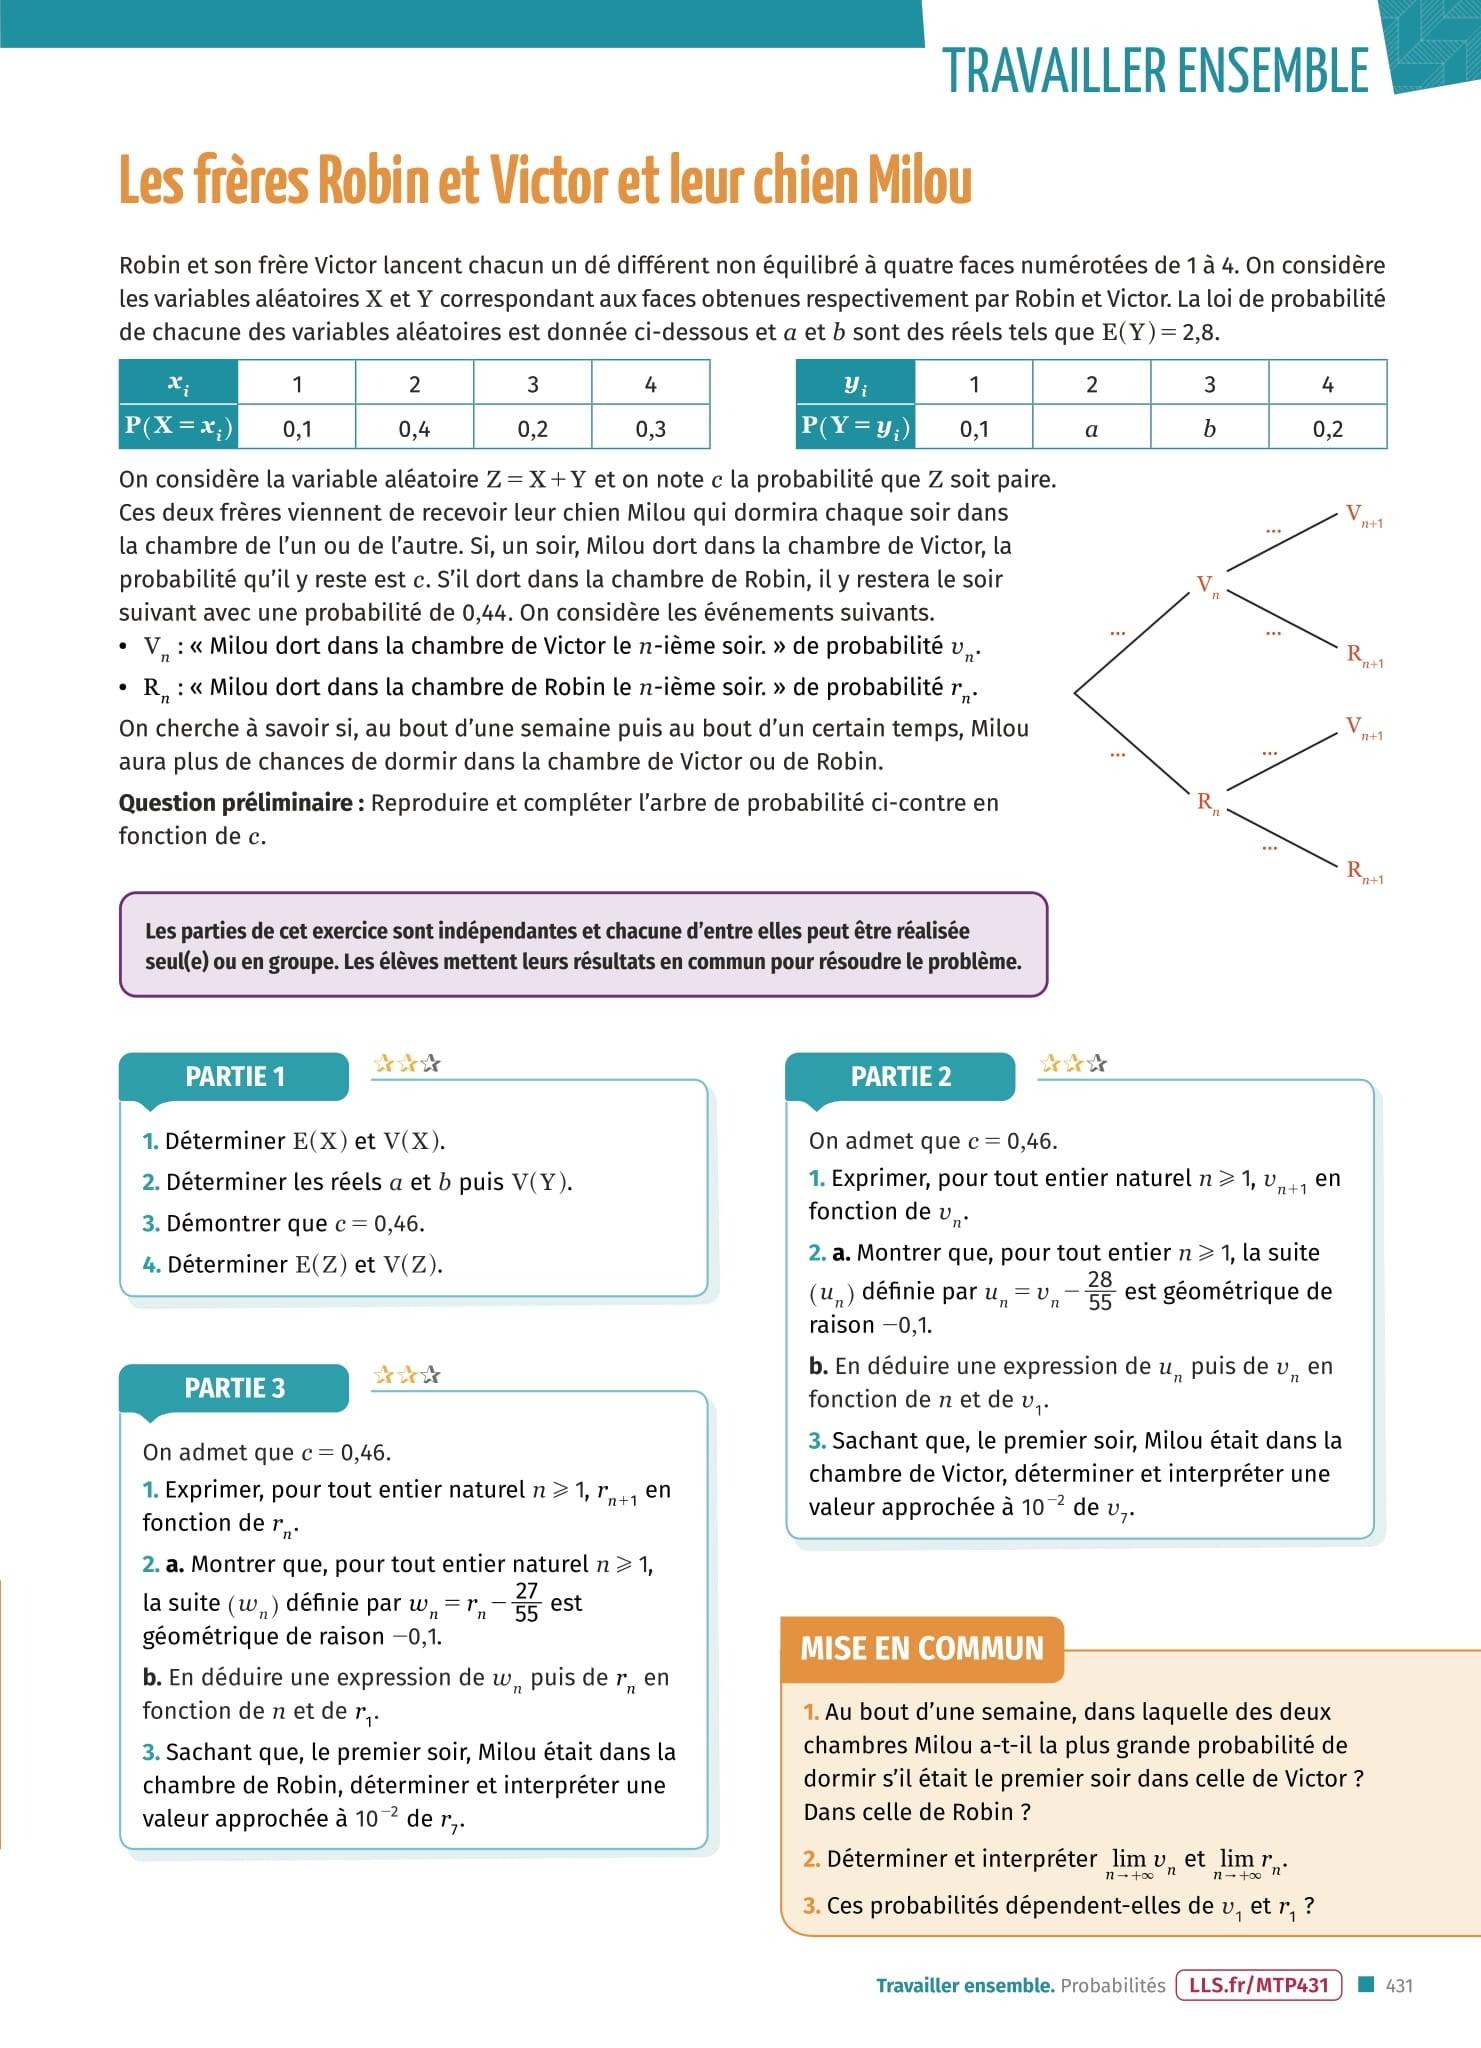 TRAVAILLER ENSEMBLE
Les frères Robin et Victor et leur chien Milou
Robin et son frère Victor lancent chacun un dé différent non équilibré à quatre faces numérotées de 1 à 4. On considère
les variables aléatoires X et Y correspondant aux faces obtenues respectivement par Robin et Victor. La loi de probabilité
de chacune des variables aléatoires est donnée ci-dessous et a et b sont des réels tels que E(Y) = 2,8.
x_i 1 2 3 4
P(X = x_i) 0,1 0,4 0,2 0,3
y_i 1 2 3 4
P(Y = y_i) 0,1 a b 0,2
On considère la variable aléatoire Z = X + Y et on note c la probabilité que Z soit paire.
Ces deux frères viennent de recevoir leur chien Milou qui dormira chaque soir dans
la chambre de l'un ou de l'autre. Si, un soir, Milou dort dans la chambre de Victor, la
probabilité qu'il y reste est c. S'il dort dans la chambre de Robin, il y restera le soir
suivant avec une probabilité de 0,44. On considère les événements suivants.
• V_n : « Milou dort dans la chambre de Victor le n-ième soir. » de probabilité v_n.
• R_n : « Milou dort dans la chambre de Robin le n-ième soir. » de probabilité r_n.
On cherche à savoir si, au bout d'une semaine puis au bout d'un certain temps, Milou
aura plus de chances de dormir dans la chambre de Victor ou de Robin.
Question préliminaire : Reproduire et compléter l'arbre de probabilité ci-contre en
fonction de c.
... V_{n+1}
V_n
... ...
R_{n+1}
V_{n+1}
... ...
R_n
...
R_{n+1}
Les parties de cet exercice sont indépendantes et chacune d'entre elles peut être réalisée
seul(e) ou en groupe. Les élèves mettent leurs résultats en commun pour résoudre le problème.
PARTIE 1
1. Déterminer E(X) et V(X).
2. Déterminer les réels a et b puis V(Y).
3. Démontrer que c = 0,46.
4. Déterminer E(Z) et V(Z).
PARTIE 2
On admet que c = 0,46.
1. Exprimer, pour tout entier naturel n ⩾ 1, v_{n+1} en
fonction de v_n.
2. a. Montrer que, pour tout entier n ⩾ 1, la suite
(u_n) définie par u_n = v_n − 28/55 est géométrique de
raison −0,1.
b. En déduire une expression de u_n puis de v_n en
fonction de n et de v_1.
3. Sachant que, le premier soir, Milou était dans la
chambre de Victor, déterminer et interpréter une
valeur approchée à 10^{−2} de v_7.
PARTIE 3
On admet que c = 0,46.
1. Exprimer, pour tout entier naturel n ⩾ 1, r_{n+1} en
fonction de r_n.
2. a. Montrer que, pour tout entier naturel n ⩾ 1,
la suite (w_n) définie par w_n = r_n − 27/55 est
géométrique de raison −0,1.
b. En déduire une expression de w_n puis de r_n en
fonction de n et de r_1.
3. Sachant que, le premier soir, Milou était dans la
chambre de Robin, déterminer et interpréter une
valeur approchée à 10^{−2} de r_7.
MISE EN COMMUN
1. Au bout d'une semaine, dans laquelle des deux
chambres Milou a-t-il la plus grande probabilité de
dormir s'il était le premier soir dans celle de Victor ?
Dans celle de Robin ?
2. Déterminer et interpréter lim_{n→+∞} v_n et lim_{n→+∞} r_n.
3. Ces probabilités dépendent-elles de v_1 et r_1 ?
Travailler ensemble. Probabilités LLS.fr/MTP431 431